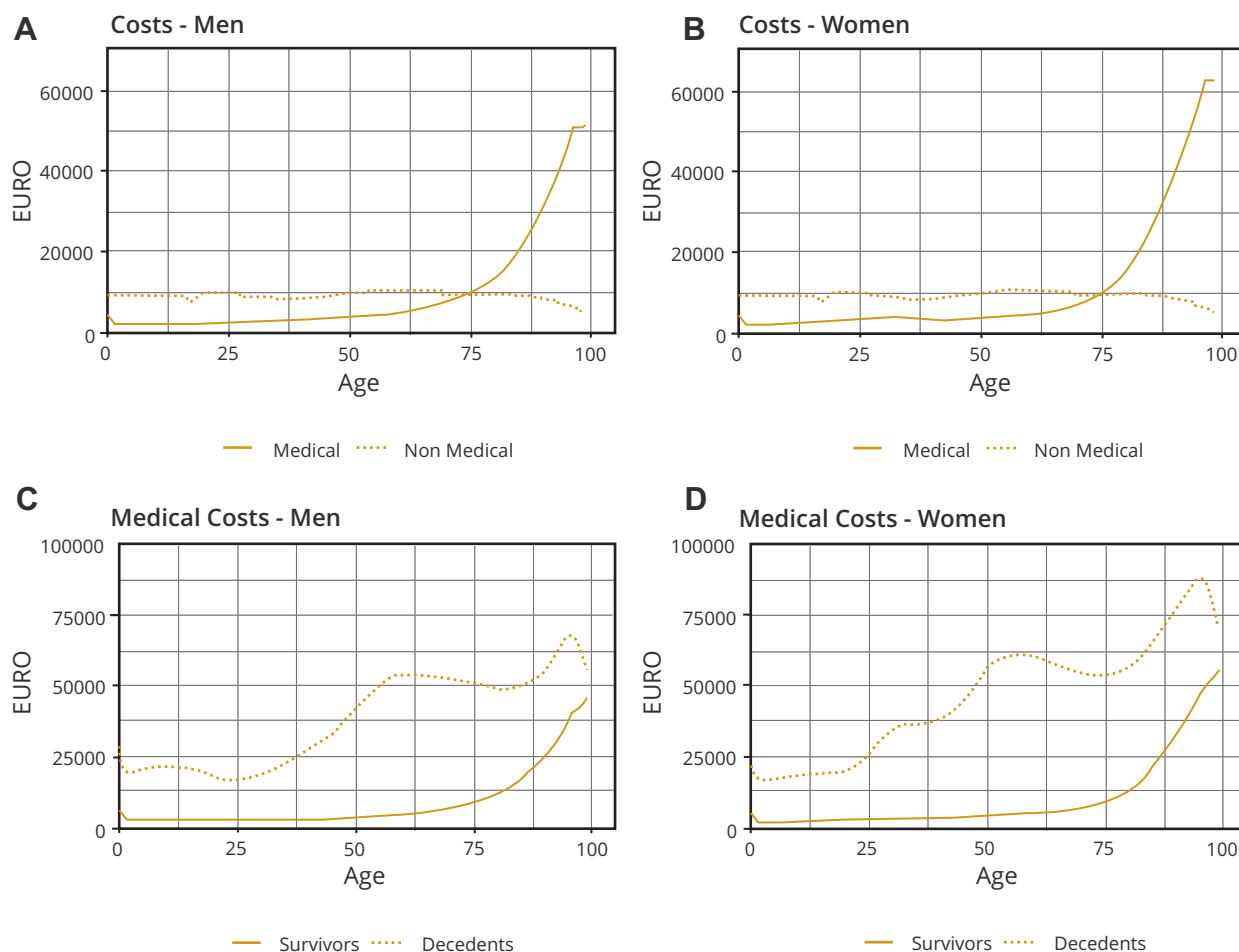 A Costs - Men
60000
40000
20000
0
EURO
0 25 50 75 100
Age
Medical Non Medical
B Costs - Women
60000
40000
20000
0
EURO
0 25 50 75 100
Age
Medical Non Medical
C Medical Costs - Men
100000
75000
50000
25000
0
EURO
0 25 50 75 100
Age
Survivors Decedents
D Medical Costs - Women
100000
75000
50000
25000
0
EURO
0 25 50 75 100
Age
Survivors Decedents